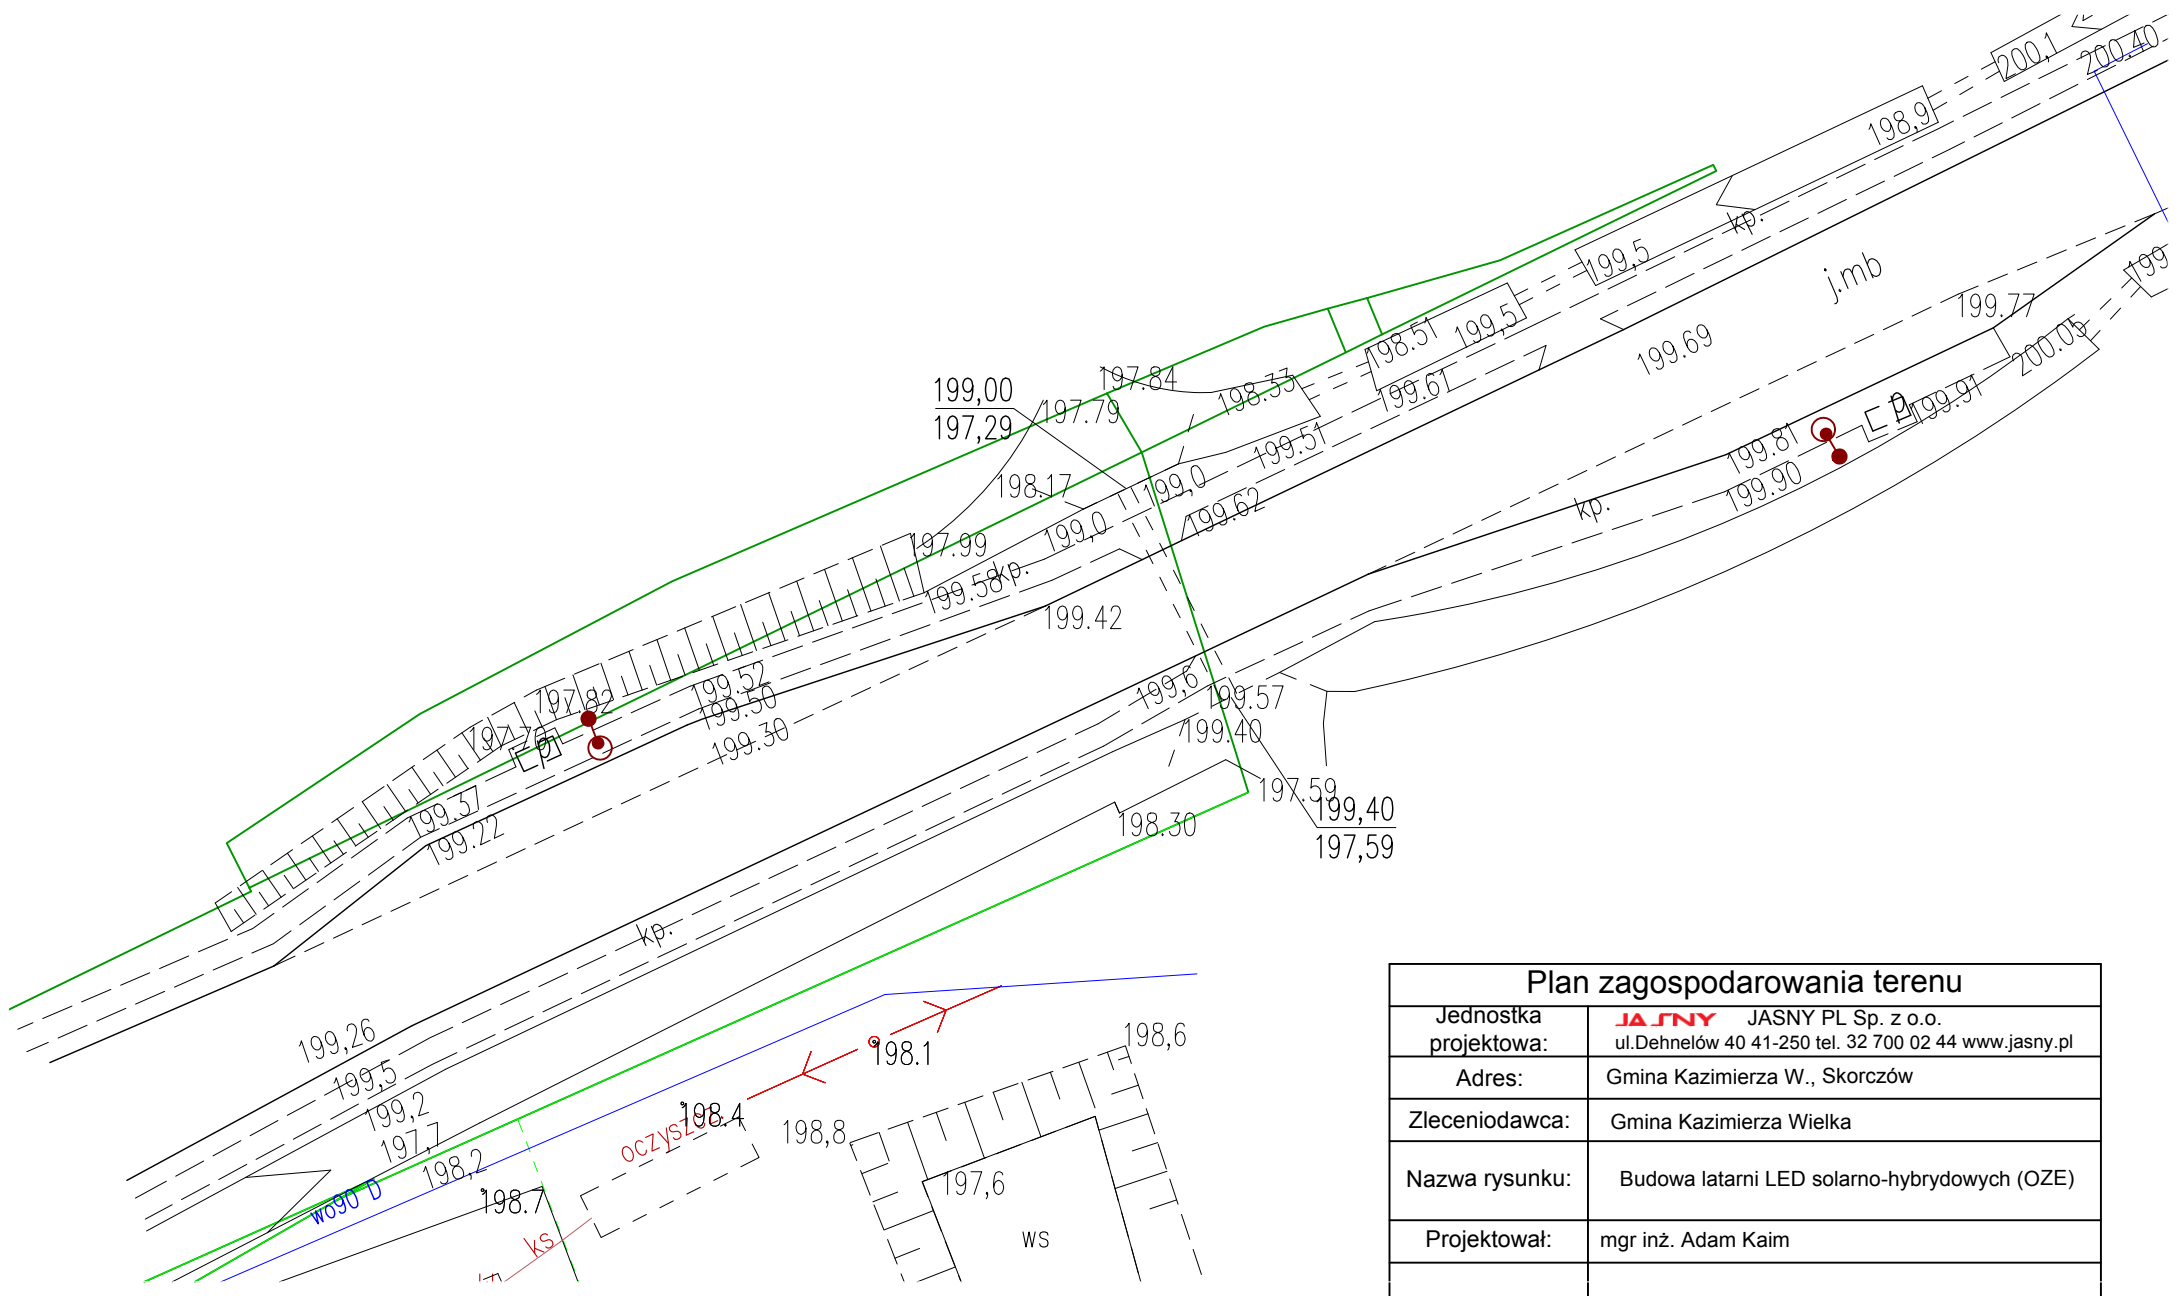 200,1
200.40
198,9
kp.
199,5
j.mb
199.77
200.05
199
198.51
199,5
199.61
199.69
197.84
198.33
199,00
197,29
197.79
199.51
p
199.91
199.81
199.90
kp.
198.17
199,0
199.62
199,0
197.99
kp.
199.58
199.42
199,6
199.57
199.40
199.52
199.50
199.30
197.82
p
199.37
199.22
197.59
199,40
197,59
198.30
kp.
199,26
199,5
199,2
197,7
198,2
wo90 D
198.7
ks
198.4
198.1
198,8
198,6
197,6
ws
Plan zagospodarowania terenu
Jednostka projektowa:
JASNY JASNY PL Sp. z o.o.
ul.Dehnelów 40 41-250 tel. 32 700 02 44 www.jasny.pl
Adres: Gmina Kazimierza W., Skorczów
Zleceniodawca: Gmina Kazimierza Wielka
Nazwa rysunku: Budowa latarni LED solarno-hybrydowych (OZE)
Projektował: mgr inż. Adam Kaim